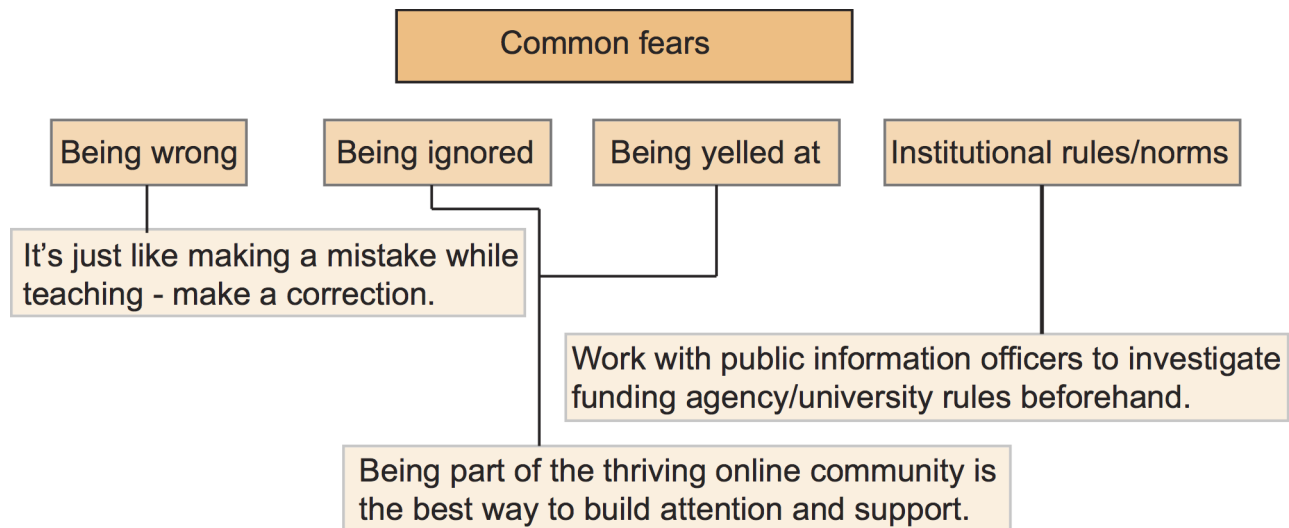 Common fears
Being wrong
Being ignored
Being yelled at
Institutional rules/norms
It’s just like making a mistake while
teaching - make a correction.
Work with public information officers to investigate
funding agency/university rules beforehand.
Being part of the thriving online community is
the best way to build attention and support.